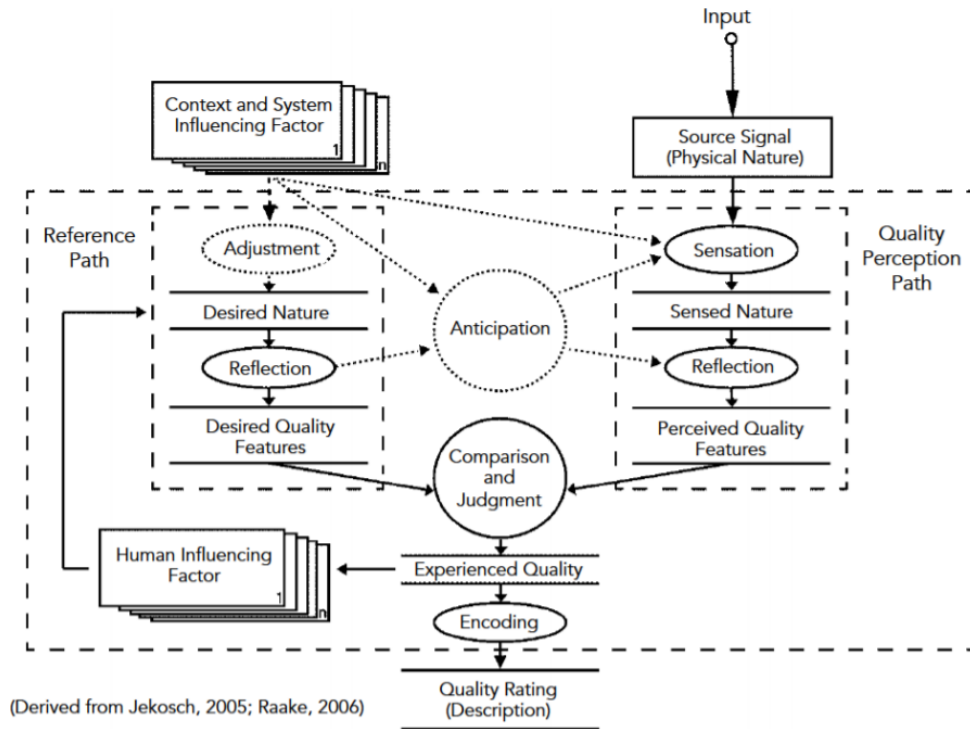 Input
Context and System
Influencing Factor
1
n
Source Signal
(Physical Nature)
Reference
Path
Adjustment
Sensation
Quality
Perception
Path
Desired Nature
Anticipation
Sensed Nature
Reflection
Reflection
Desired Quality
Features
Perceived Quality
Features
Comparison
and
Judgment
Human Influencing
Factor
1
n
Experienced Quality
Encoding
Quality Rating
(Description)
(Derived from Jekosch, 2005; Raake, 2006)